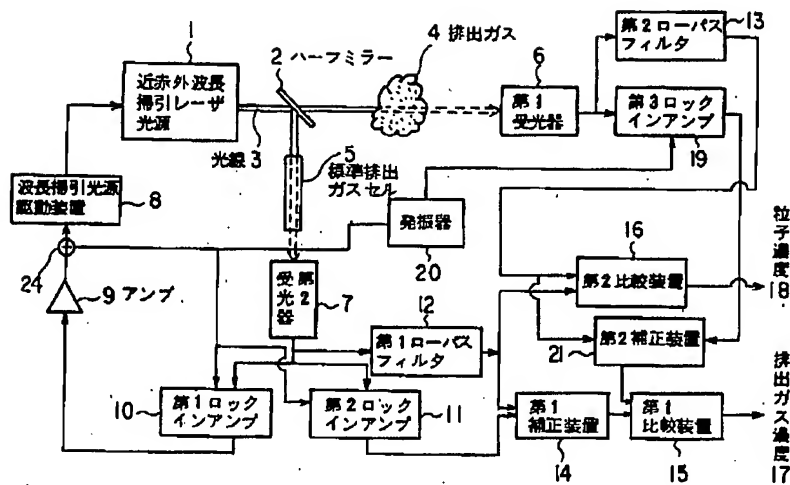 1
近赤外波長
掃引レーザ
光源
2 ハーフミラー
光線3
4 排出ガス
5
標準排出
ガスセル
6
第1
受光器
第2ローパス
フィルタ
13
第3ロック
インアンプ
19
波長掃引光源
駆動装置
8
24
9 アンプ
発振器
20
第2
受光器
7
12
第1ローパス
フィルタ
16
第2比較装置
粒子濃度18
21
第2補正装置
10
第1ロック
インアンプ
第2ロック
インアンプ
11
第1
補正装置
14
第1
比較装置
15
排出ガス濃度17